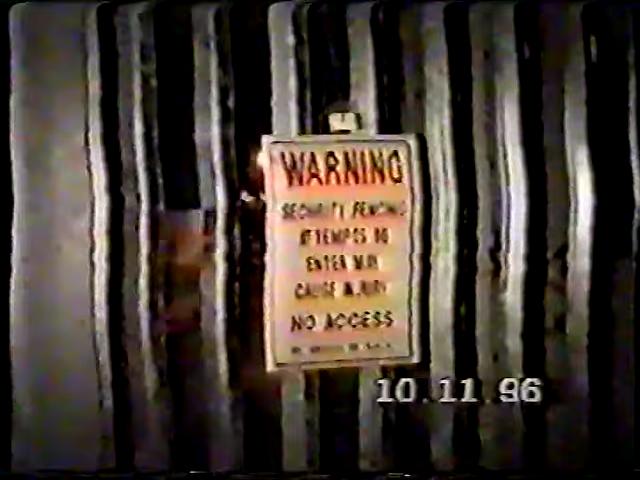 WARNING
SECURITY FENCING
ATTEMPTS TO
ENTER MAY
CAUSE INJURY
NO ACCESS
10.11.96